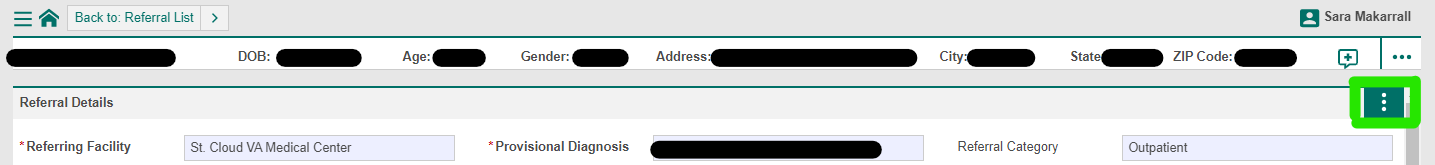 Back to: Referral List
Sara Makarrall
DOB: Age: Gender: Address: City: State ZIP Code:
Referral Details
*Referring Facility St. Cloud VA Medical Center *Provisional Diagnosis Referral Category Outpatient